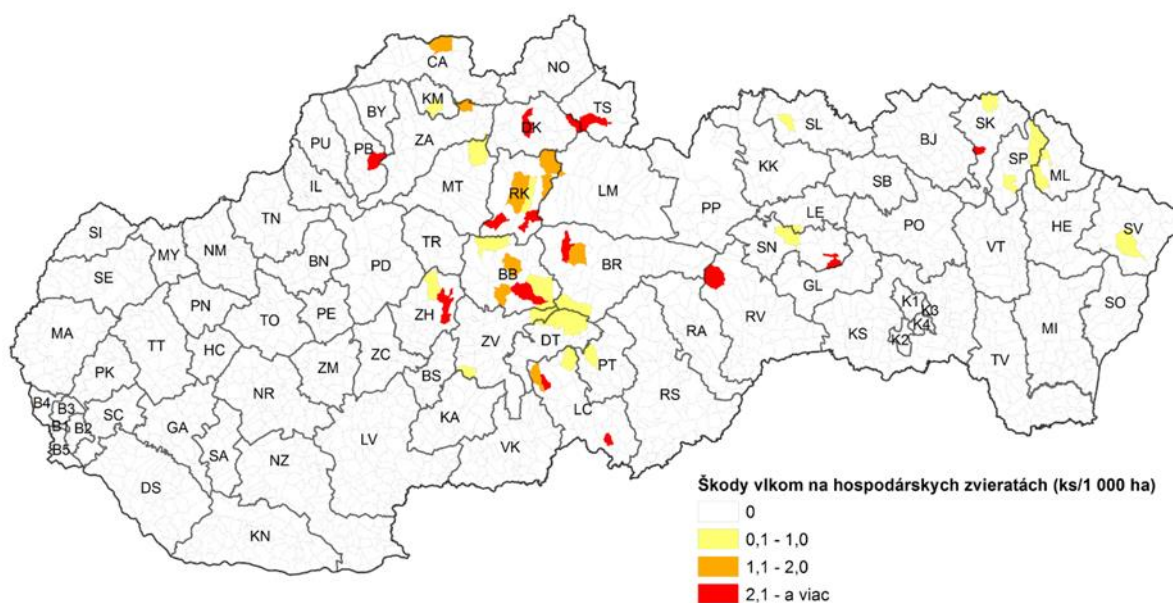 CA
NO
KM
TS
BY
DK
ZA
PU
PB
SL
SK
BJ
SP
ML
IL
MT
RK
LM
KK
SB
TN
PP
LE
PO
HE
SV
SI
MY
NM
TR
SN
VT
SE
BN
PD
BB
BR
GL
PN
PE
ZH
RV
K1
K3
SO
MA
TO
RA
KS
K4
MI
TT
HC
ZV
DT
K2
PK
ZM
ZC
BS
PT
TV
B4
B3
SC
NR
KA
LC
RS
B1
B2
GA
B5
SA
NZ
LV
VK
DS
KN
Škody vlkom na hospodárskych zvieratách (ks/1 000 ha)
0
0,1 - 1,0
1,1 - 2,0
2,1 - a viac